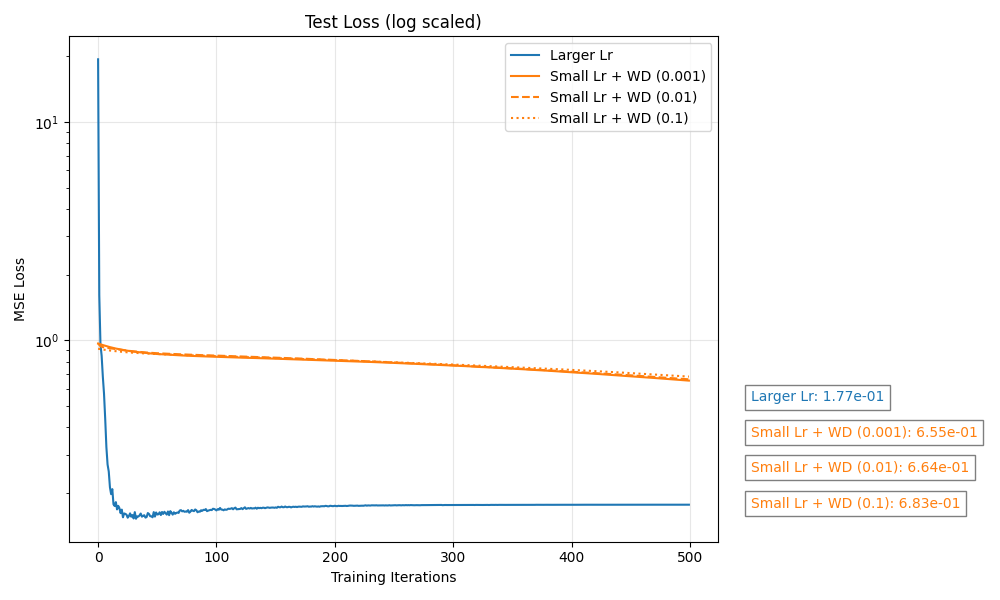 Test Loss (log scaled)
Larger Lr
Small Lr + WD (0.001)
Small Lr + WD (0.01)
Small Lr + WD (0.1)
MSE Loss
10¹
10⁰
0 100 200 300 400 500
Training Iterations
Larger Lr: 1.77e-01
Small Lr + WD (0.001): 6.55e-01
Small Lr + WD (0.01): 6.64e-01
Small Lr + WD (0.1): 6.83e-01